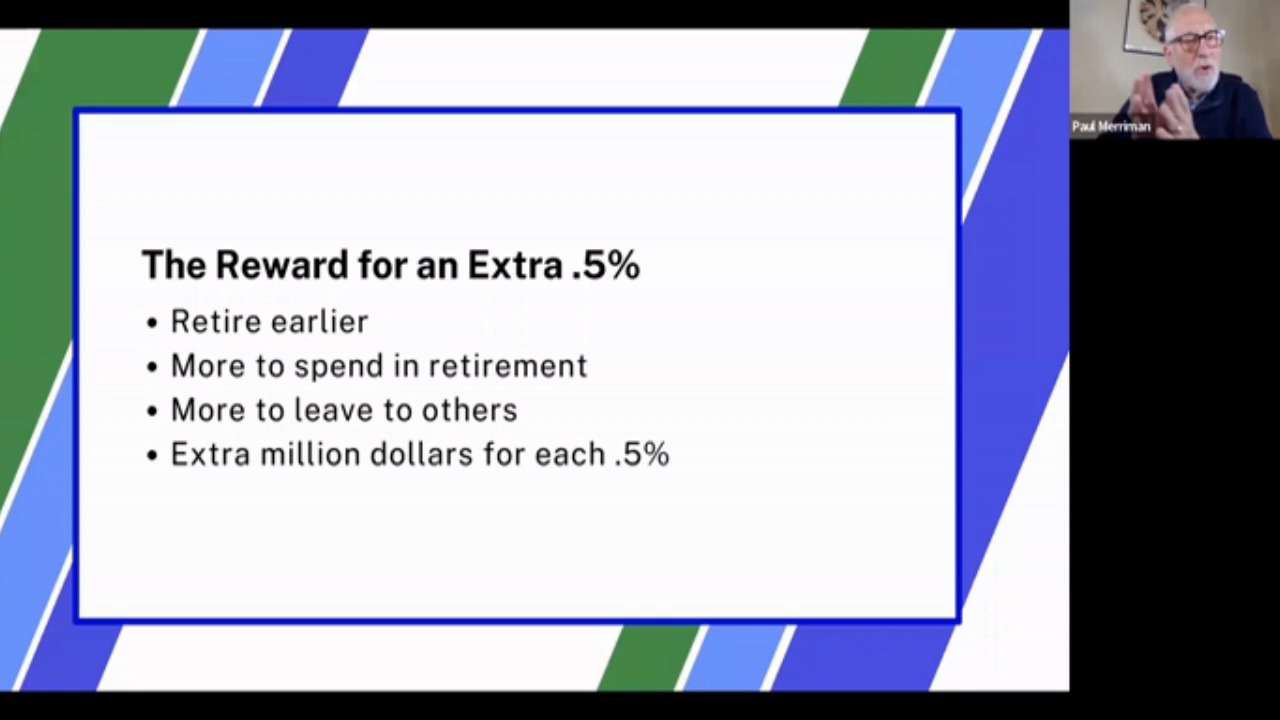 The Reward for an Extra .5%
• Retire earlier
• More to spend in retirement
• More to leave to others
• Extra million dollars for each .5%
Paul Merriman